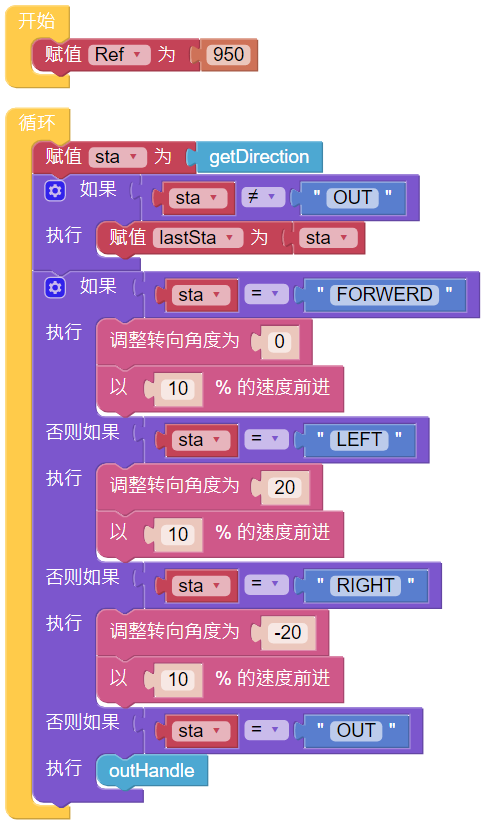 开始
赋值 Ref 为 950
循环
赋值 sta 为 getDirection
如果 sta ≠ " OUT "
执行 赋值 lastSta 为 sta
如果 sta = " FORWERD "
执行 调整转向角度为 0
以 10 % 的速度前进
否则如果 sta = " LEFT "
执行 调整转向角度为 20
以 10 % 的速度前进
否则如果 sta = " RIGHT "
执行 调整转向角度为 -20
以 10 % 的速度前进
否则如果 sta = " OUT "
执行 outHandle